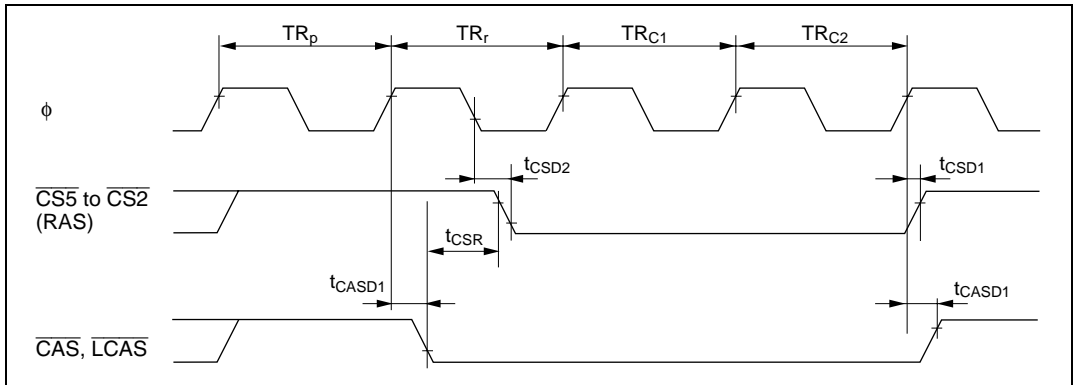 TRp TRr TRC1 TRC2
φ
tCSD2 tCSD1
CS5 to CS2
(RAS)
tCSR
tCASD1 tCASD1
CAS, LCAS